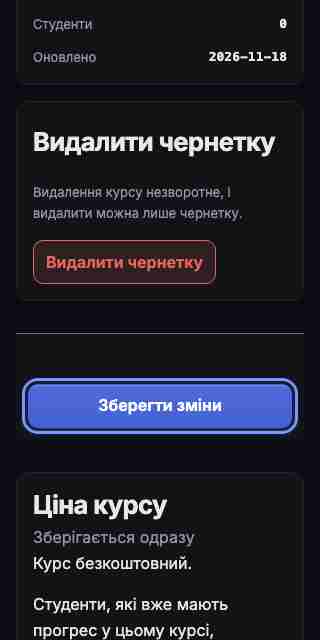 Студенти 0
Оновлено 2026–11–18
Видалити чернетку
Видалення курсу незворотне, і
видалити можна лише чернетку.
Видалити чернетку
Зберегти зміни
Ціна курсу
Зберігається одразу
Курс безкоштовний.
Студенти, які вже мають
прогрес у цьому курсі,